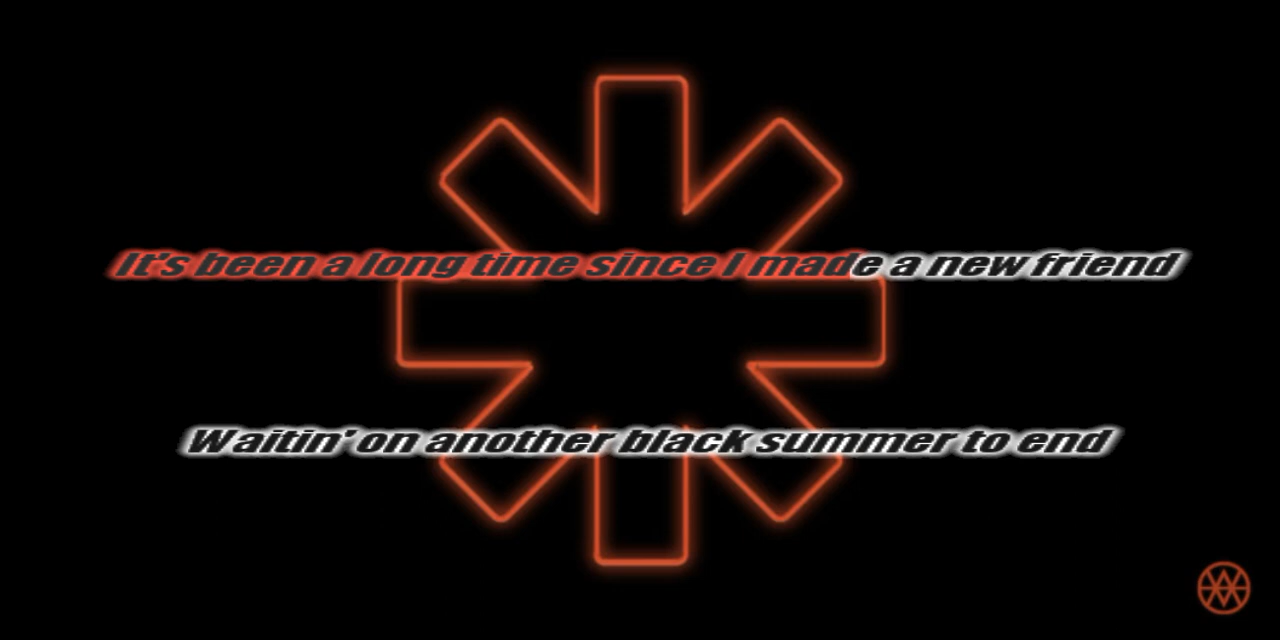 It's been a long time since I made a new friend
Waitin' on another black summer to end